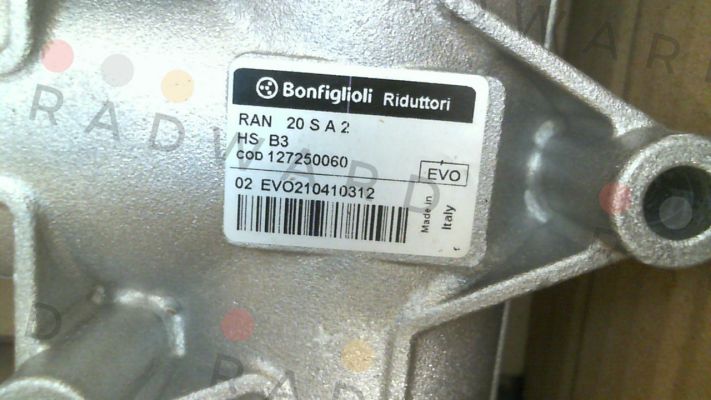 Bonfiglioli Riduttori
RAN 20 S A 2
HS B3
COD 127250060
EVO
02 EVO210410312
Made in
Italy
RADWARD